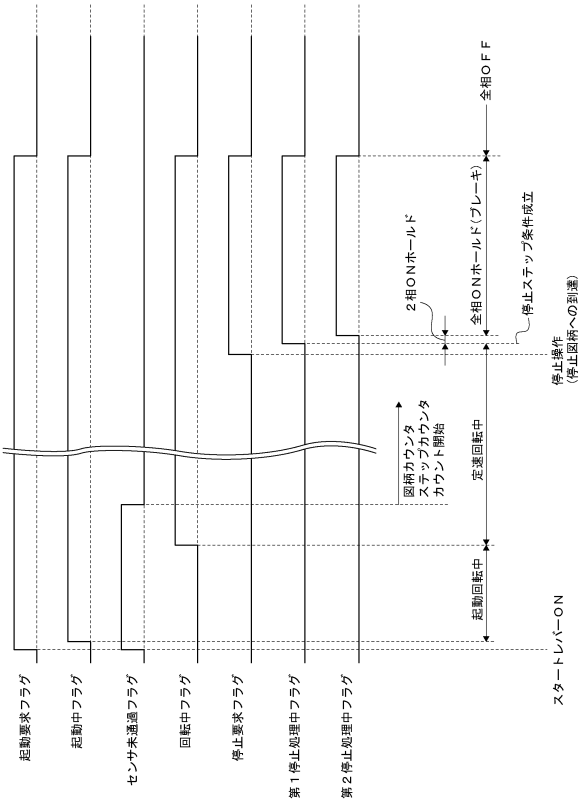 起動要求フラグ
起動中フラグ
センサ未通過フラグ
回転中フラグ
停止要求フラグ
第1停止処理中フラグ
第2停止処理中フラグ
図柄カウンタ
ステップカウンタ
カウント開始
2相ONホールド
起動回転中
定速回転中
全相ONホールド(ブレーキ)
全相OFF
停止ステップ条件成立
スタートレバーON
停止操作
(停止図柄への到達)